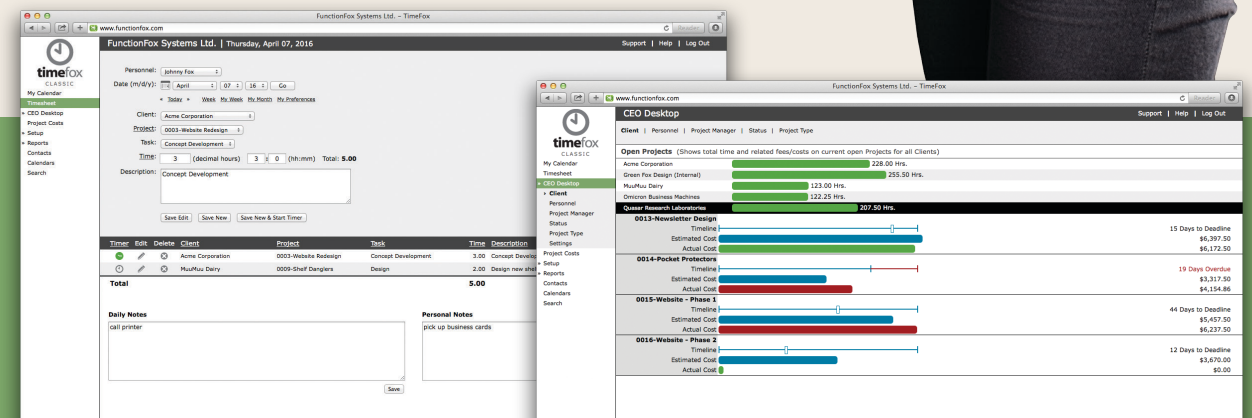 FunctionFox Systems Ltd. – TimeFox
www.functionfox.com
Reader
timefox
CLASSIC
My Calendar
Timesheet
CEO Desktop
Project Costs
Setup
Reports
Contacts
Calendars
Search
FunctionFox Systems Ltd. | Thursday, April 07, 2016
Support | Help | Log Out
Personnel: Johnny Fox
Date (m/d/y): April 07 16 Go
Today Week My Week My Month My Preferences
Client: Acme Corporation
Project: 0003-Website Redesign
Task: Concept Development
Time: 3 (decimal hours) 3 : 0 (hh:mm) Total: 5.00
Description: Concept Development
Save Edit Save New Save New & Start Timer
Timer Edit Delete Client Project Task Time Description
Acme Corporation 0003-Website Redesign Concept Development 3.00 Concept Develop
MuuMuu Dairy 0009-Shelf Danglers Design 2.00 Design new shel
Total 5.00
Daily Notes Personal Notes
call printer pick up business cards
Save
FunctionFox Systems Ltd. – TimeFox
www.functionfox.com
Reader
timefox
CLASSIC
My Calendar
Timesheet
CEO Desktop
Client
Personnel
Project Manager
Status
Project Type
Settings
Project Costs
Setup
Reports
Contacts
Calendars
Search
CEO Desktop Support | Help | Log Out
Client | Personnel | Project Manager | Status | Project Type
Open Projects (Shows total time and related fees/costs on current open Projects for all Clients)
Acme Corporation 228.00 Hrs.
Green Fox Design (Internal) 255.50 Hrs.
MuuMuu Dairy 123.00 Hrs.
Omicron Business Machines 122.25 Hrs.
Quasar Research Laboratories 207.50 Hrs.
0013-Newsletter Design
Timeline 15 Days to Deadline
Estimated Cost $6,397.50
Actual Cost $6,172.50
0014-Pocket Protectors
Timeline 19 Days Overdue
Estimated Cost $3,317.50
Actual Cost $4,154.86
0015-Website - Phase 1
Timeline 44 Days to Deadline
Estimated Cost $5,457.50
Actual Cost $6,237.50
0016-Website - Phase 2
Timeline 12 Days to Deadline
Estimated Cost $3,670.00
Actual Cost $0.00